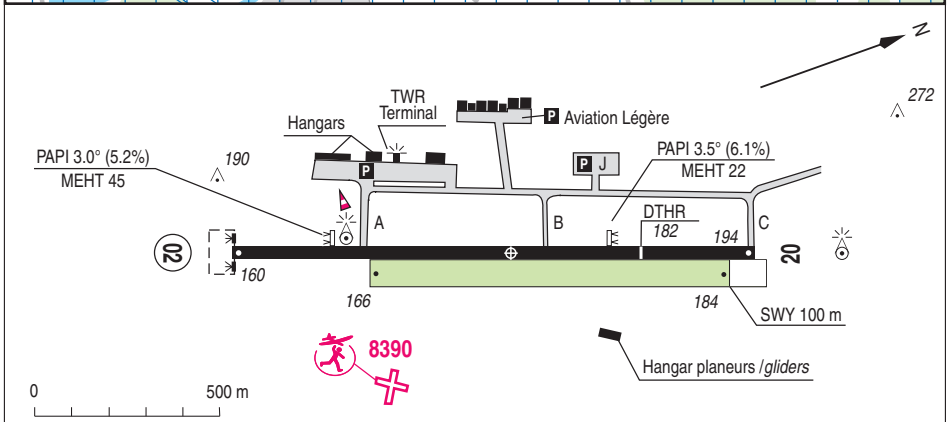 N
272
TWR
Terminal
Hangars
P Aviation Légère
PAPI 3.0° (5.2%)
MEHT 45
190
P
P J
PAPI 3.5° (6.1%)
MEHT 22
A
B
DTHR
182
194
C
02
20
160
166
184
SWY 100 m
8390
Hangar planeurs /gliders
0 500 m